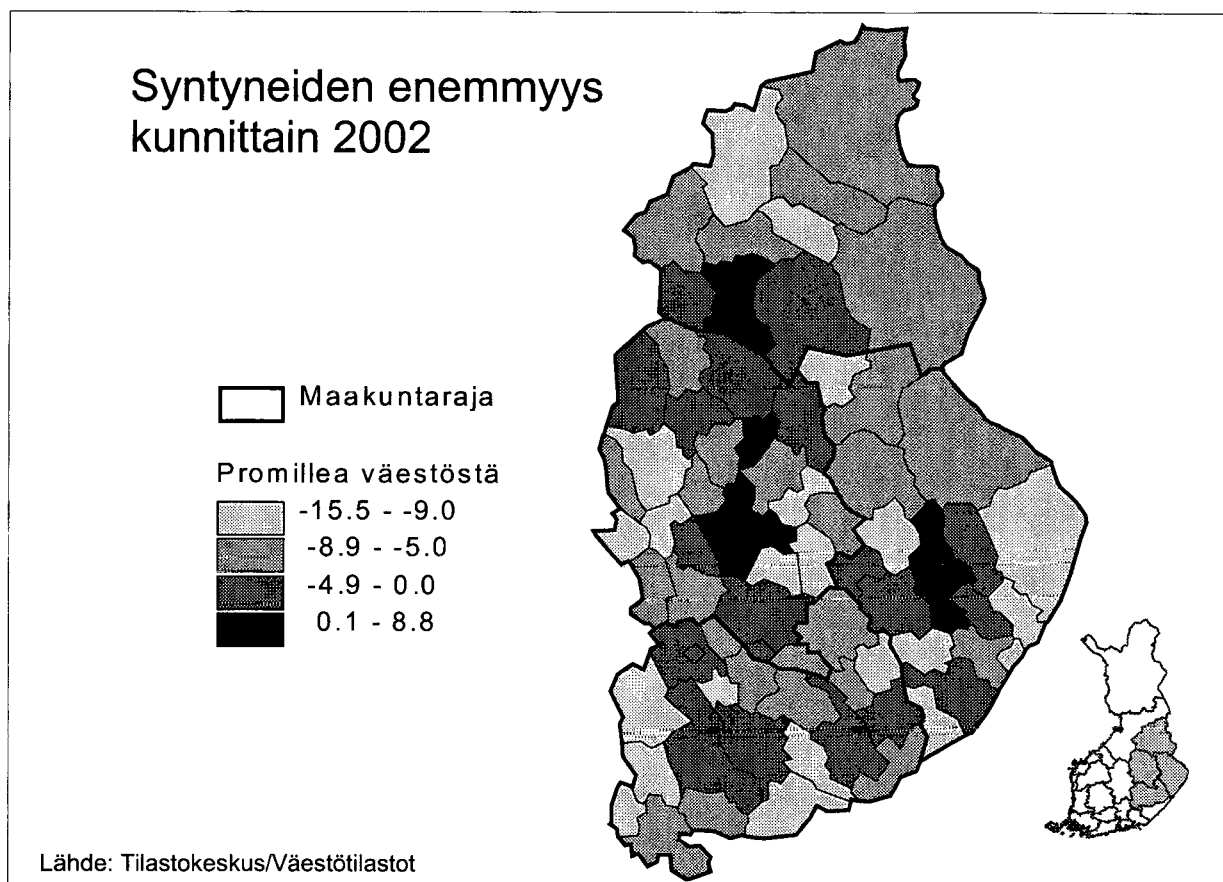 Syntyneiden enemmyys
kunnittain 2002
Maakuntaraja
Promillea väestöstä
-15.5 - -9.0
-8.9 - -5.0
-4.9 - 0.0
0.1 - 8.8
Lähde: Tilastokeskus/Väestötilastot